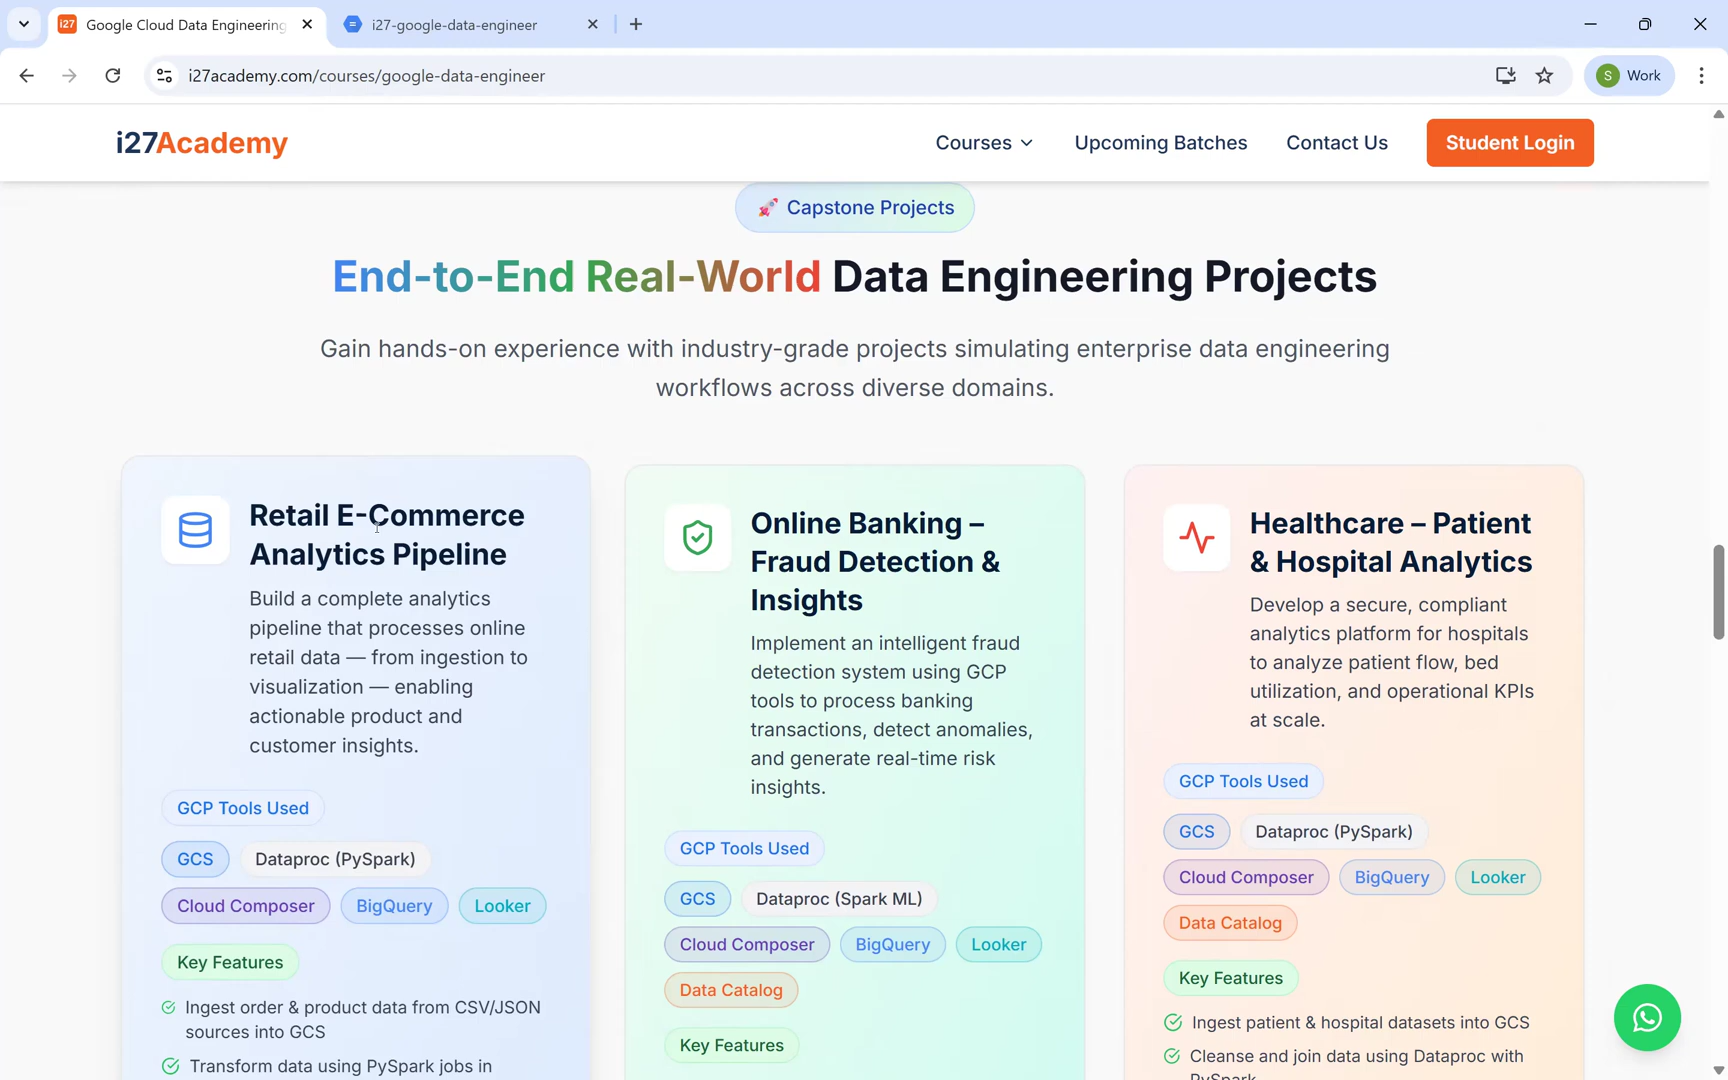 i27 Google Cloud Data Engineering
i27-google-data-engineer
i27academy.com/courses/google-data-engineer
S Work
i27Academy
Courses
Upcoming Batches
Contact Us
Student Login
🚀 Capstone Projects
End-to-End Real-World Data Engineering Projects
Gain hands-on experience with industry-grade projects simulating enterprise data engineering
workflows across diverse domains.
Retail E-Commerce
Analytics Pipeline
Build a complete analytics
pipeline that processes online
retail data — from ingestion to
visualization — enabling
actionable product and
customer insights.
GCP Tools Used
GCS Dataproc (PySpark)
Cloud Composer BigQuery Looker
Key Features
Ingest order & product data from CSV/JSON
sources into GCS
Transform data using PySpark jobs in
Online Banking –
Fraud Detection &
Insights
Implement an intelligent fraud
detection system using GCP
tools to process banking
transactions, detect anomalies,
and generate real-time risk
insights.
GCP Tools Used
GCS Dataproc (Spark ML)
Cloud Composer BigQuery Looker
Data Catalog
Key Features
Healthcare – Patient
& Hospital Analytics
Develop a secure, compliant
analytics platform for hospitals
to analyze patient flow, bed
utilization, and operational KPIs
at scale.
GCP Tools Used
GCS Dataproc (PySpark)
Cloud Composer BigQuery Looker
Data Catalog
Key Features
Ingest patient & hospital datasets into GCS
Cleanse and join data using Dataproc with
PySpark